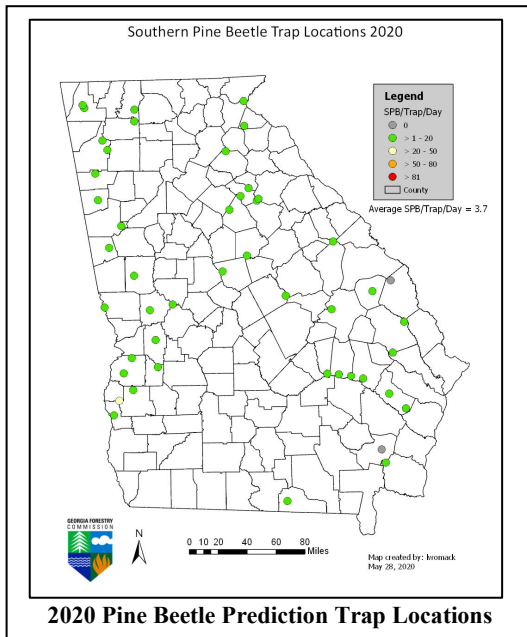 Southern Pine Beetle Trap Locations 2020
Legend
SPB/Trap/Day
0
> 1 - 20
> 20 - 50
> 50 - 80
> 81
County
Average SPB/Trap/Day = 3.7
GEORGIA FORESTRY
COMMISSION
N
0 10 20 40 60 80
Miles
Map created by: lvromack
May 28, 2020
2020 Pine Beetle Prediction Trap Locations